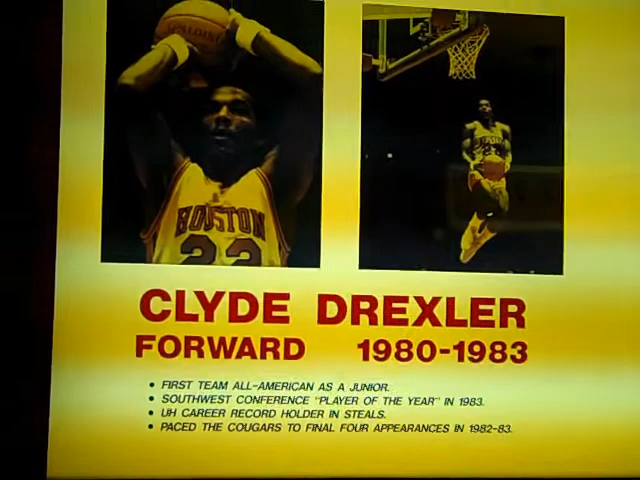 SPALDING
HOUSTON
22
CLYDE DREXLER
FORWARD 1980-1983
• FIRST TEAM ALL-AMERICAN AS A JUNIOR.
• SOUTHWEST CONFERENCE "PLAYER OF THE YEAR" IN 1983.
• UH CAREER RECORD HOLDER IN STEALS.
• PACED THE COUGARS TO FINAL FOUR APPEARANCES IN 1982-83.